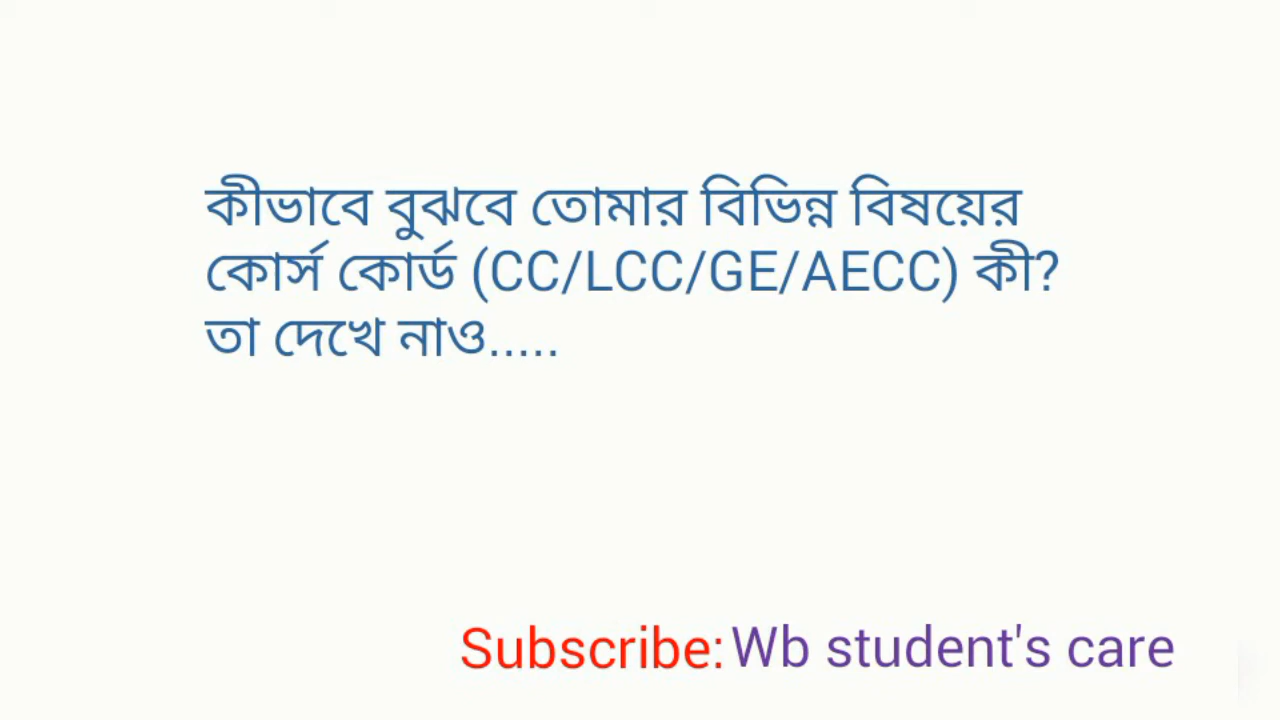 কীভাবে বুঝবে তোমার বিভিন্ন বিষয়ের
কোর্স কোর্ড (CC/LCC/GE/AECC) কী?
তা দেখে নাও.....
Subscribe: Wb student's care